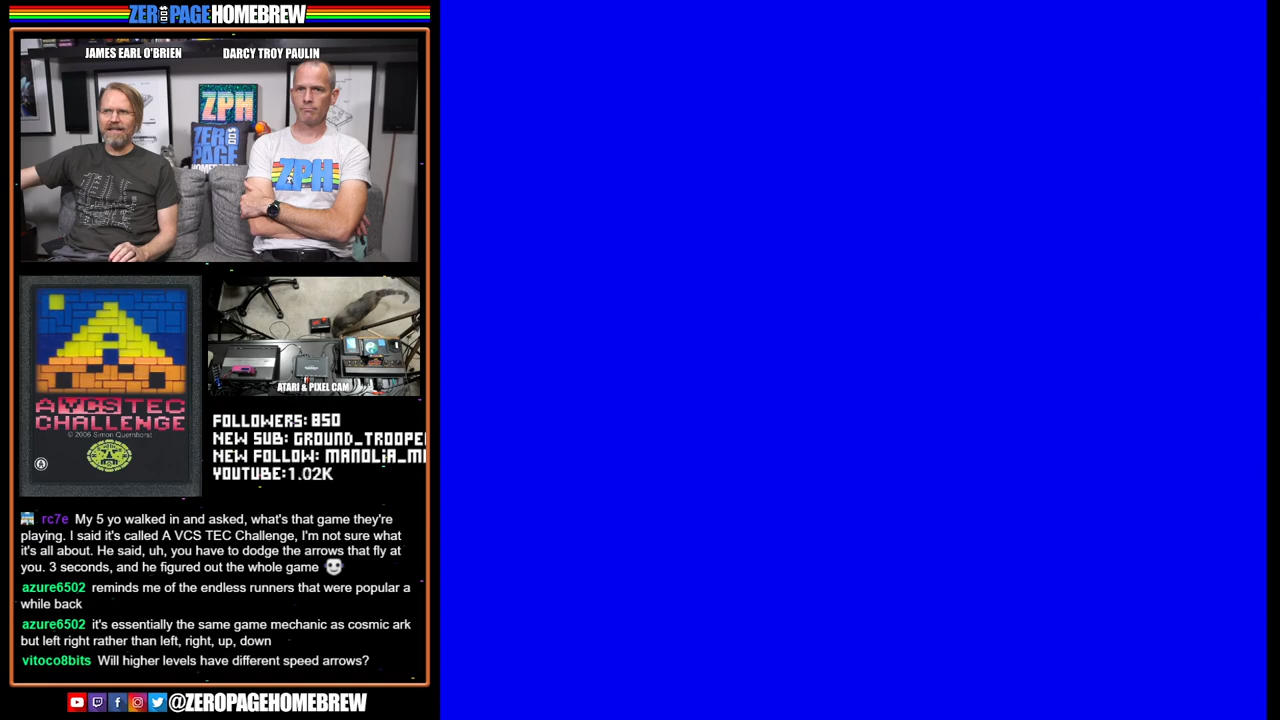 ZEROPAGEHOMEBREW
JAMES EARL O'BRIEN
DARCY TROY PAULIN
ZPH
ZERO
PAGE
ZPH
A VCS TEC
CHALLENGE
© 2006 Simon Quernhorst
ATARI & PIXEL CAM
FOLLOWERS: 850
NEW SUB: GROUND_TROOPE
NEW FOLLOW: MANOLIA_M
YOUTUBE:1.02K
rc7e My 5 yo walked in and asked, what's that game they're
playing. I said it's called A VCS TEC Challenge, I'm not sure what
it's all about. He said, uh, you have to dodge the arrows that fly at
you. 3 seconds, and he figured out the whole game
azure6502 reminds me of the endless runners that were popular a
while back
azure6502 it's essentially the same game mechanic as cosmic ark
but left right rather than left, right, up, down
vitoco8bits Will higher levels have different speed arrows?
@ZEROPAGEHOMEBREW